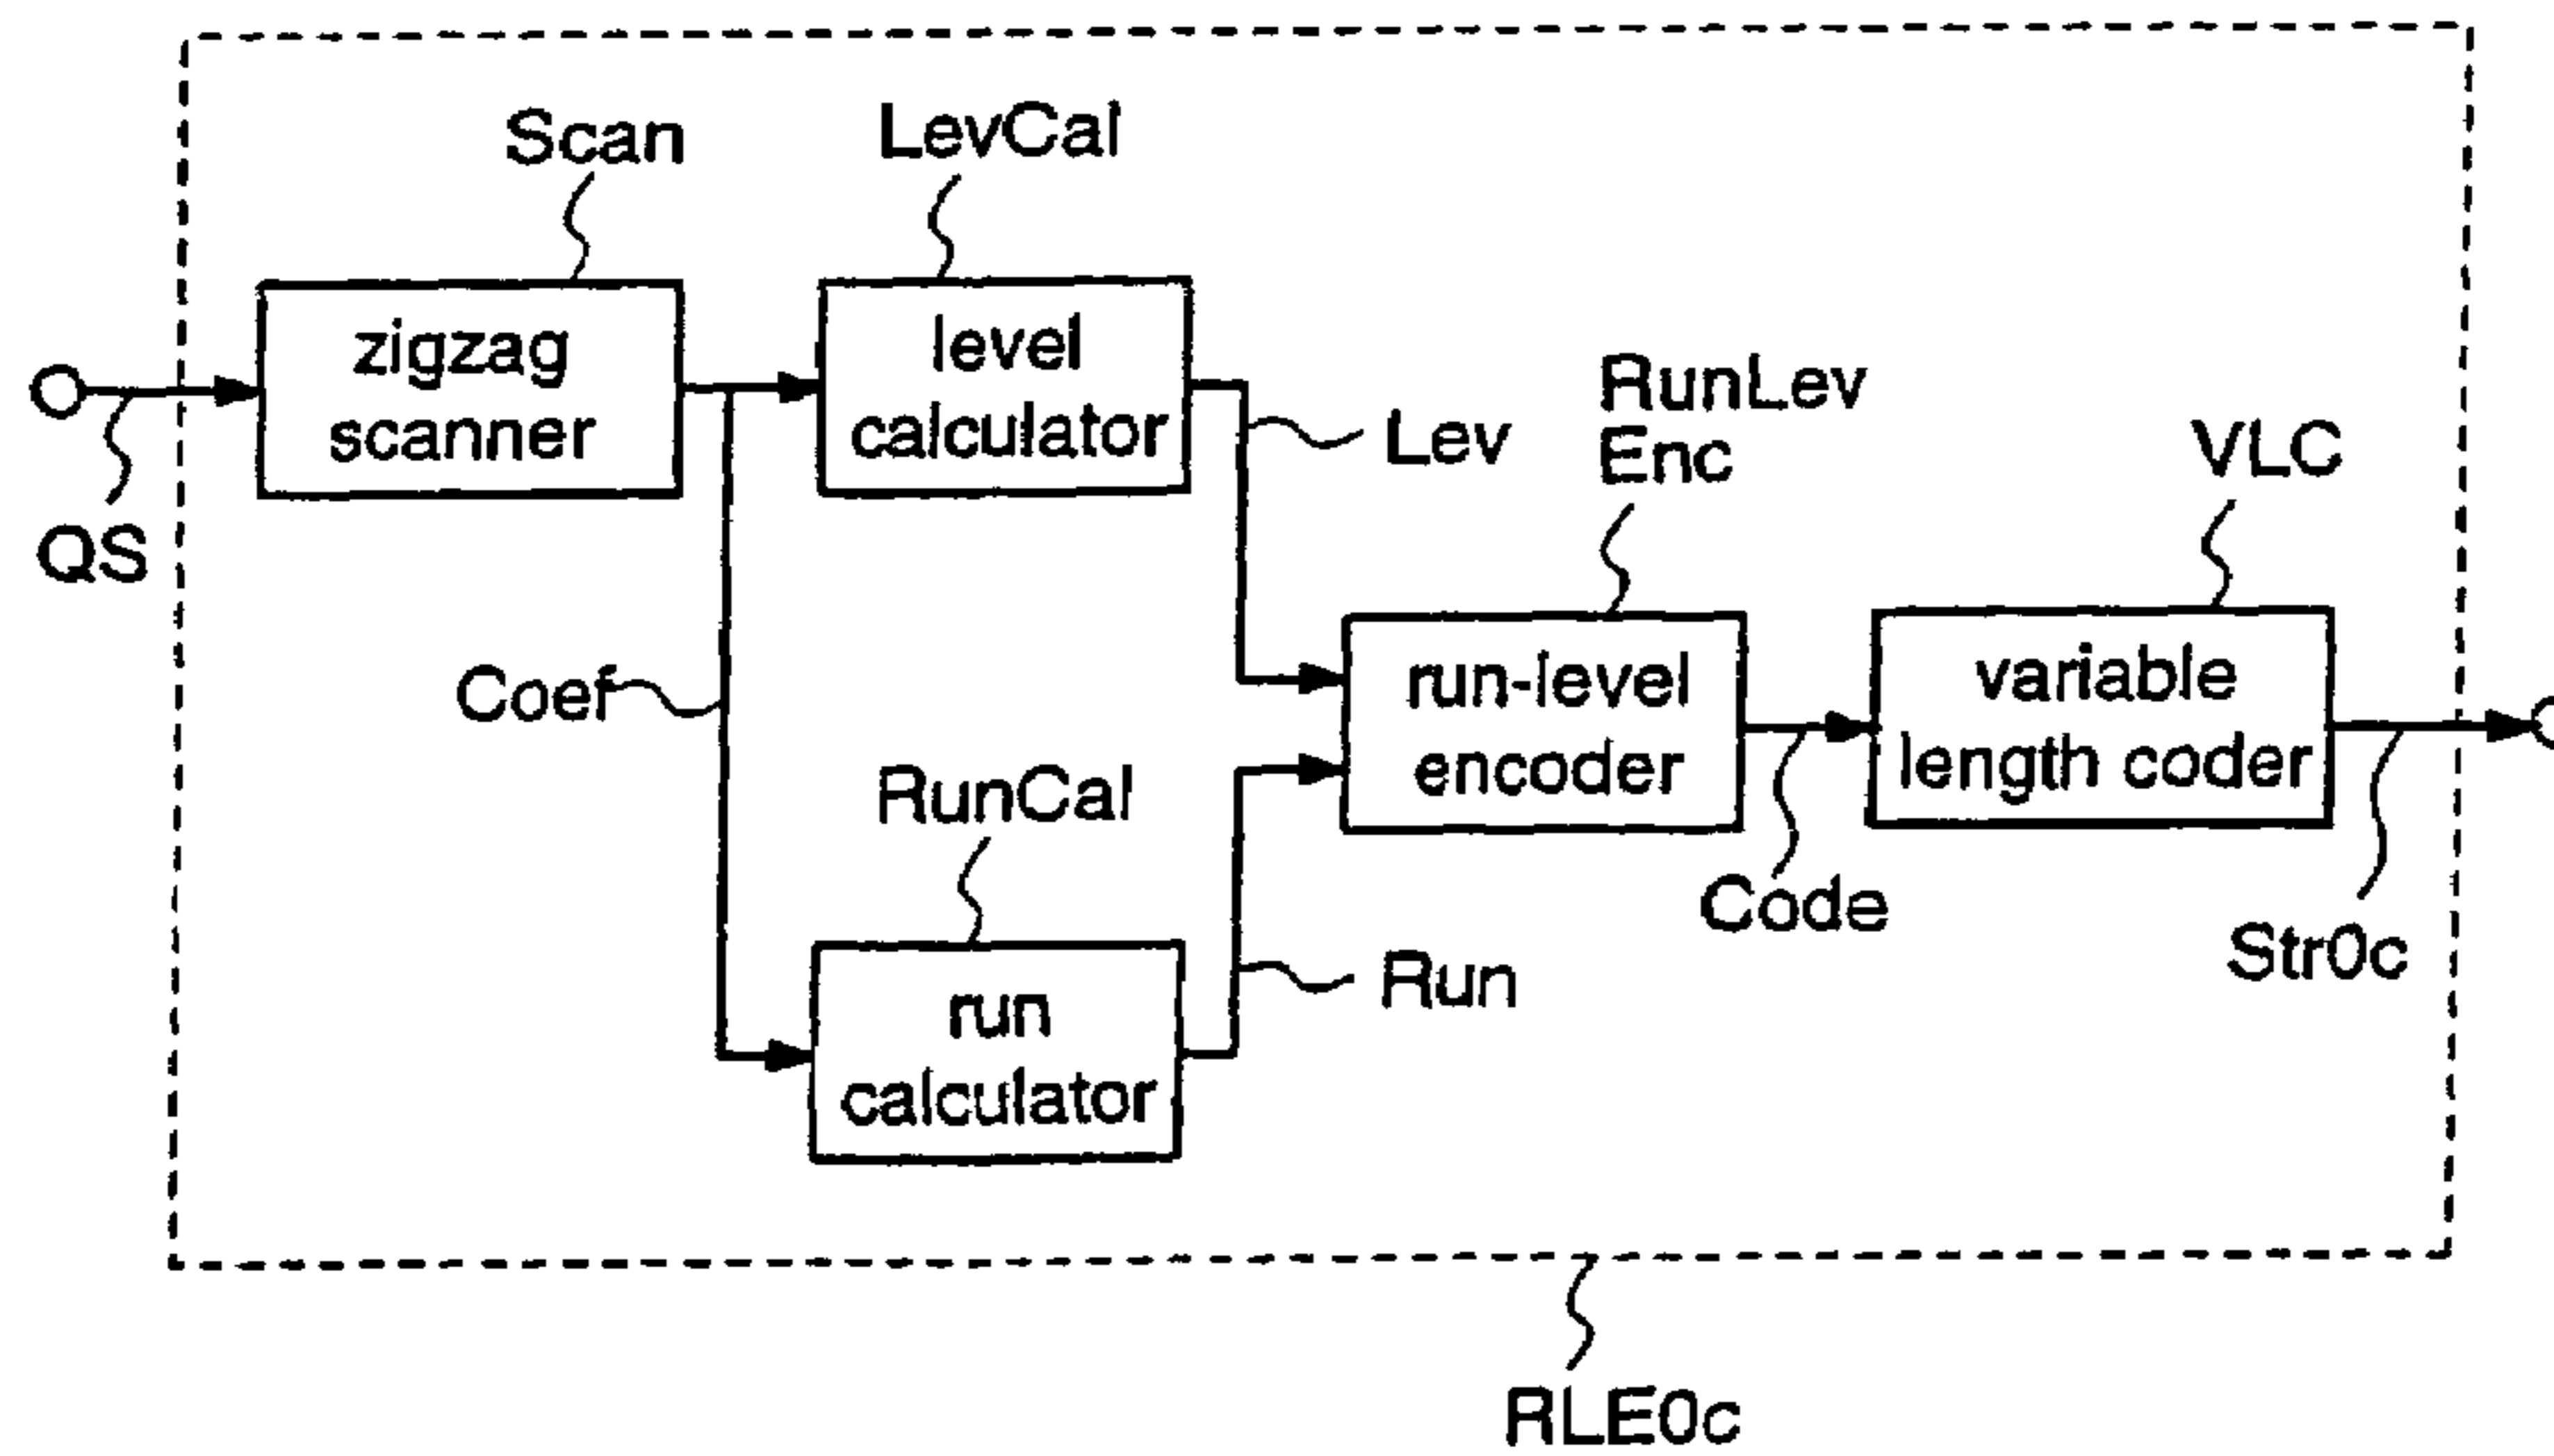 Scan
LevCal
zigzag
scanner
level
calculator
QS
Lev
RunLev
Enc
VLC
Coef
run-level
encoder
variable
length coder
RunCal
Code
Run
Str0c
run
calculator
RLE0c